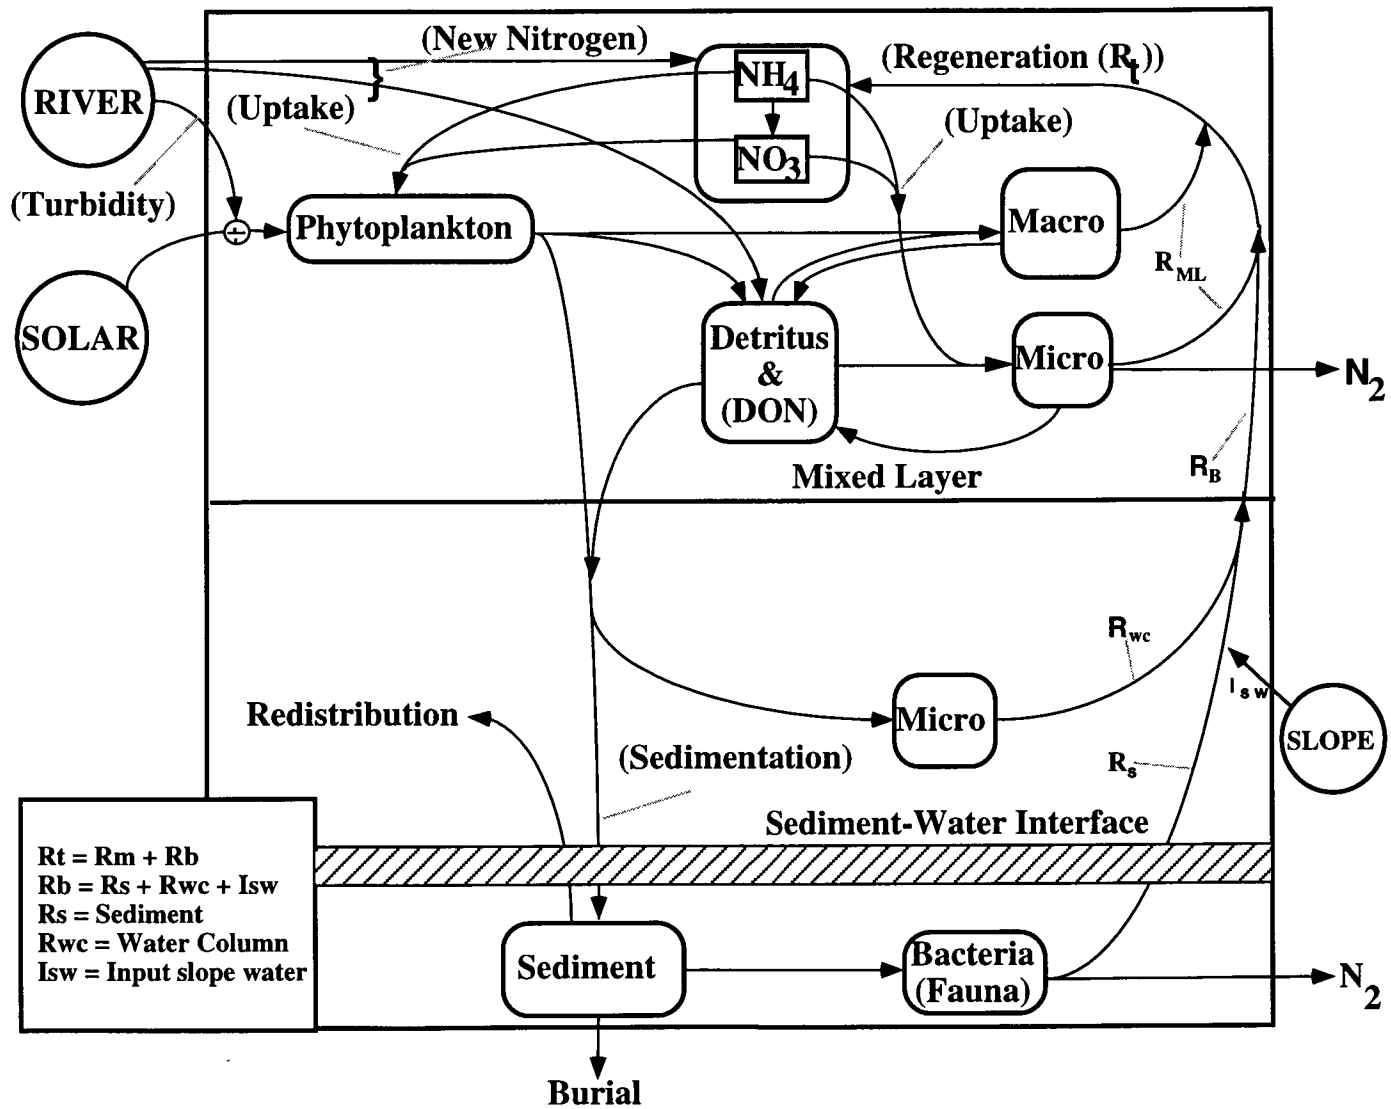 (New Nitrogen)
RIVER
(Uptake)
NH4
NO3
(Regeneration (Rt))
(Uptake)
(Turbidity)
÷
Phytoplankton
Macro
RML
SOLAR
Detritus
&
(DON)
Micro
N2
RB
Mixed Layer
Rwc
Isw
SLOPE
Micro
Redistribution
(Sedimentation)
Rs
Sediment-Water Interface
Rt = Rm + Rb
Rb = Rs + Rwc + Isw
Rs = Sediment
Rwc = Water Column
Isw = Input slope water
Sediment
Bacteria
(Fauna)
N2
Burial